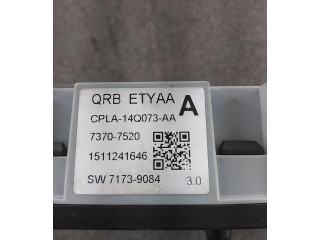 QRB ETYAA A
CPLA-14Q073-AA
7370-7520
1511241646
SW 7173-9084 3.0